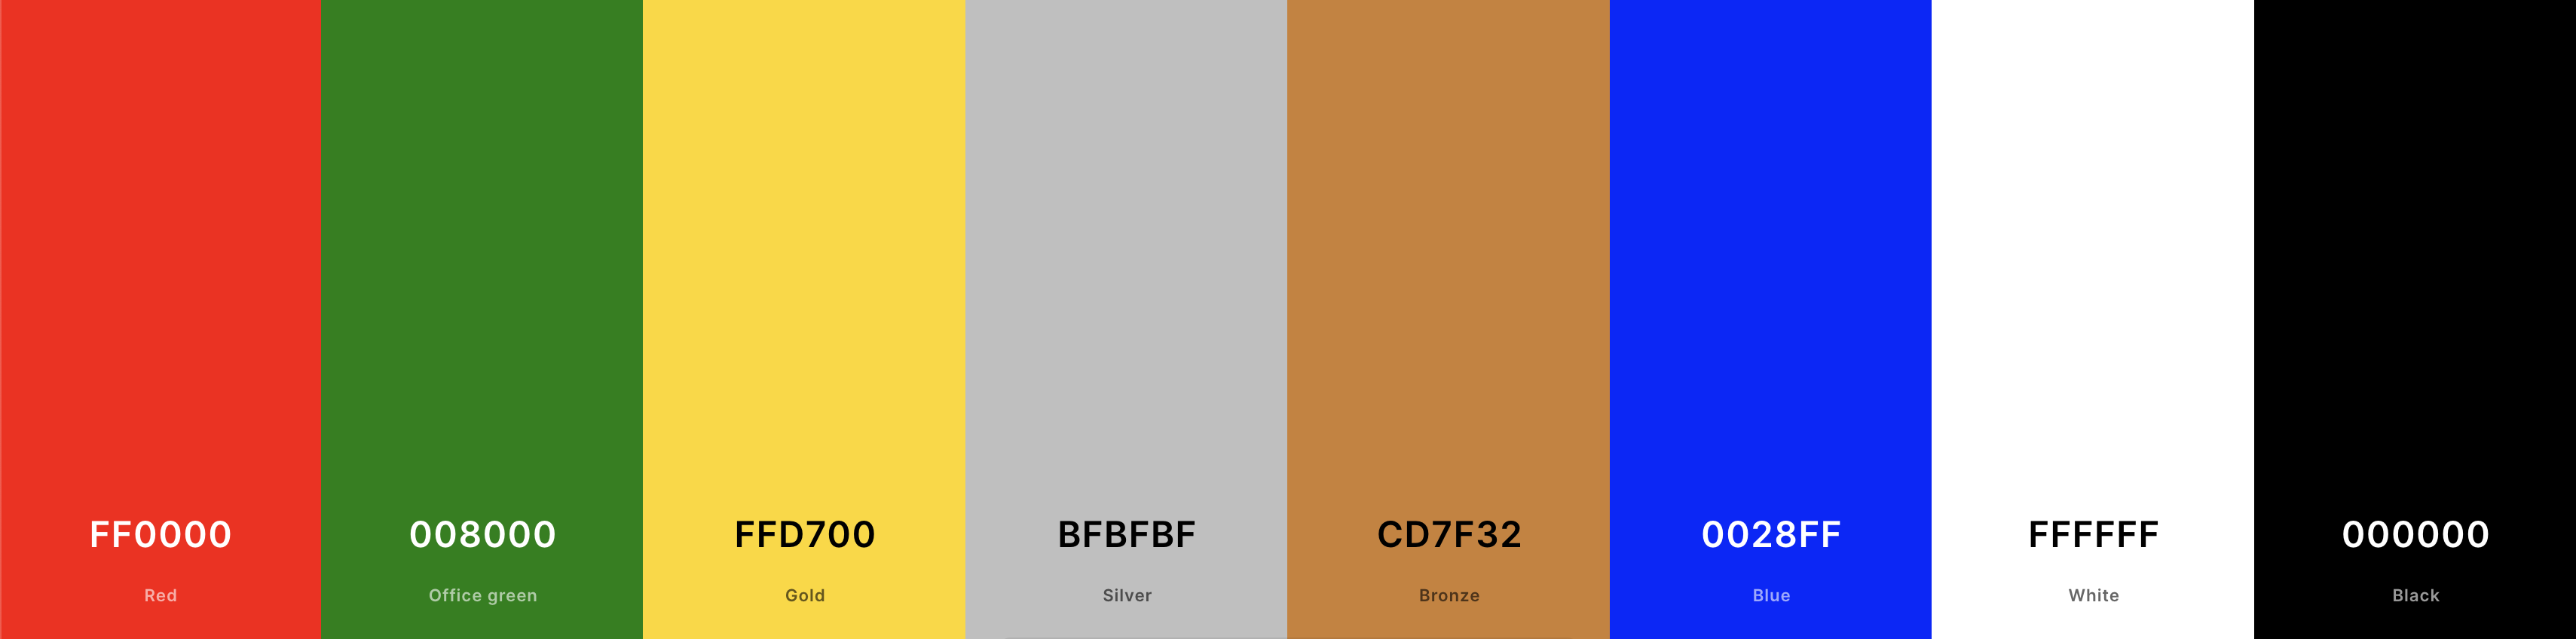 FF0000 008000 FFD700 BFBFBF CD7F32 0028FF FFFFFF 000000
Red Office green Gold Silver Bronze Blue White Black